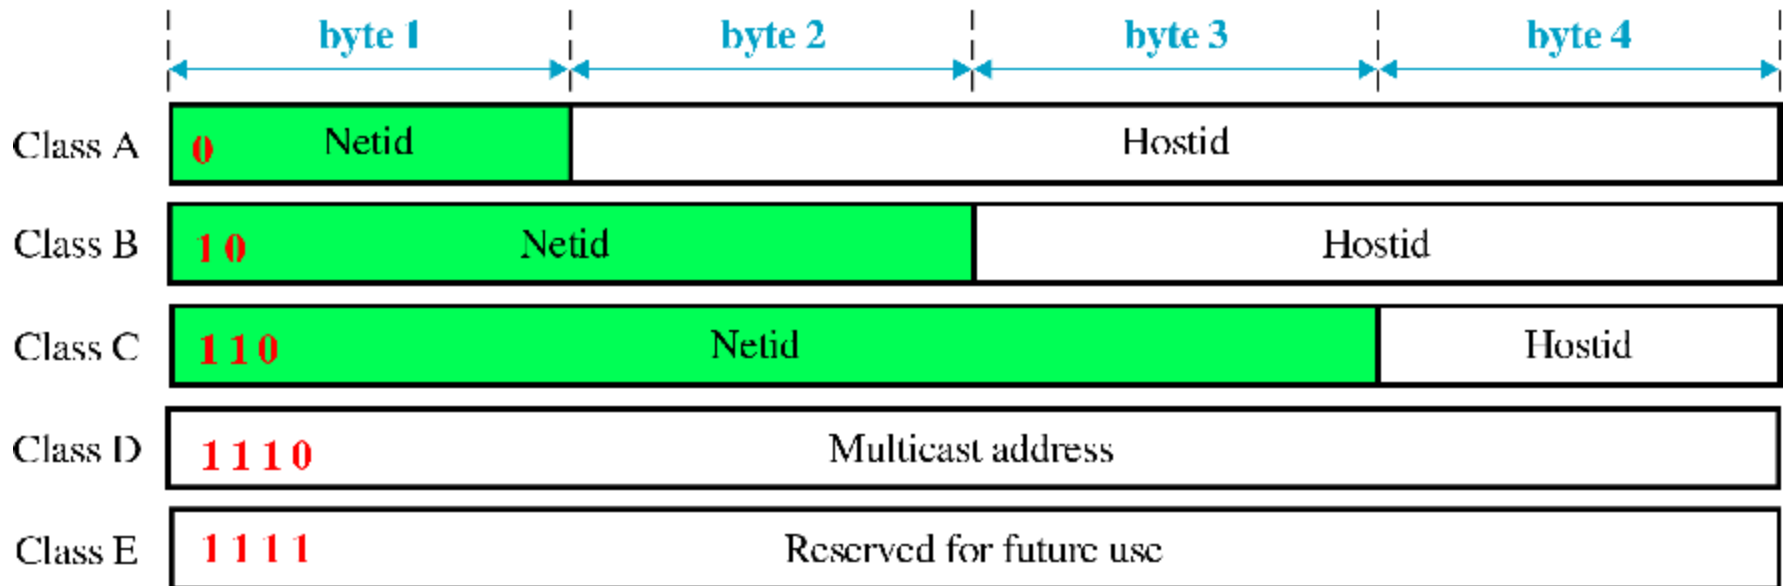 byte 1 byte 2 byte 3 byte 4
Class A 0 Netid Hostid
Class B 1 0 Netid Hostid
Class C 1 1 0 Netid Hostid
Class D 1 1 1 0 Multicast address
Class E 1 1 1 1 Reserved for future use